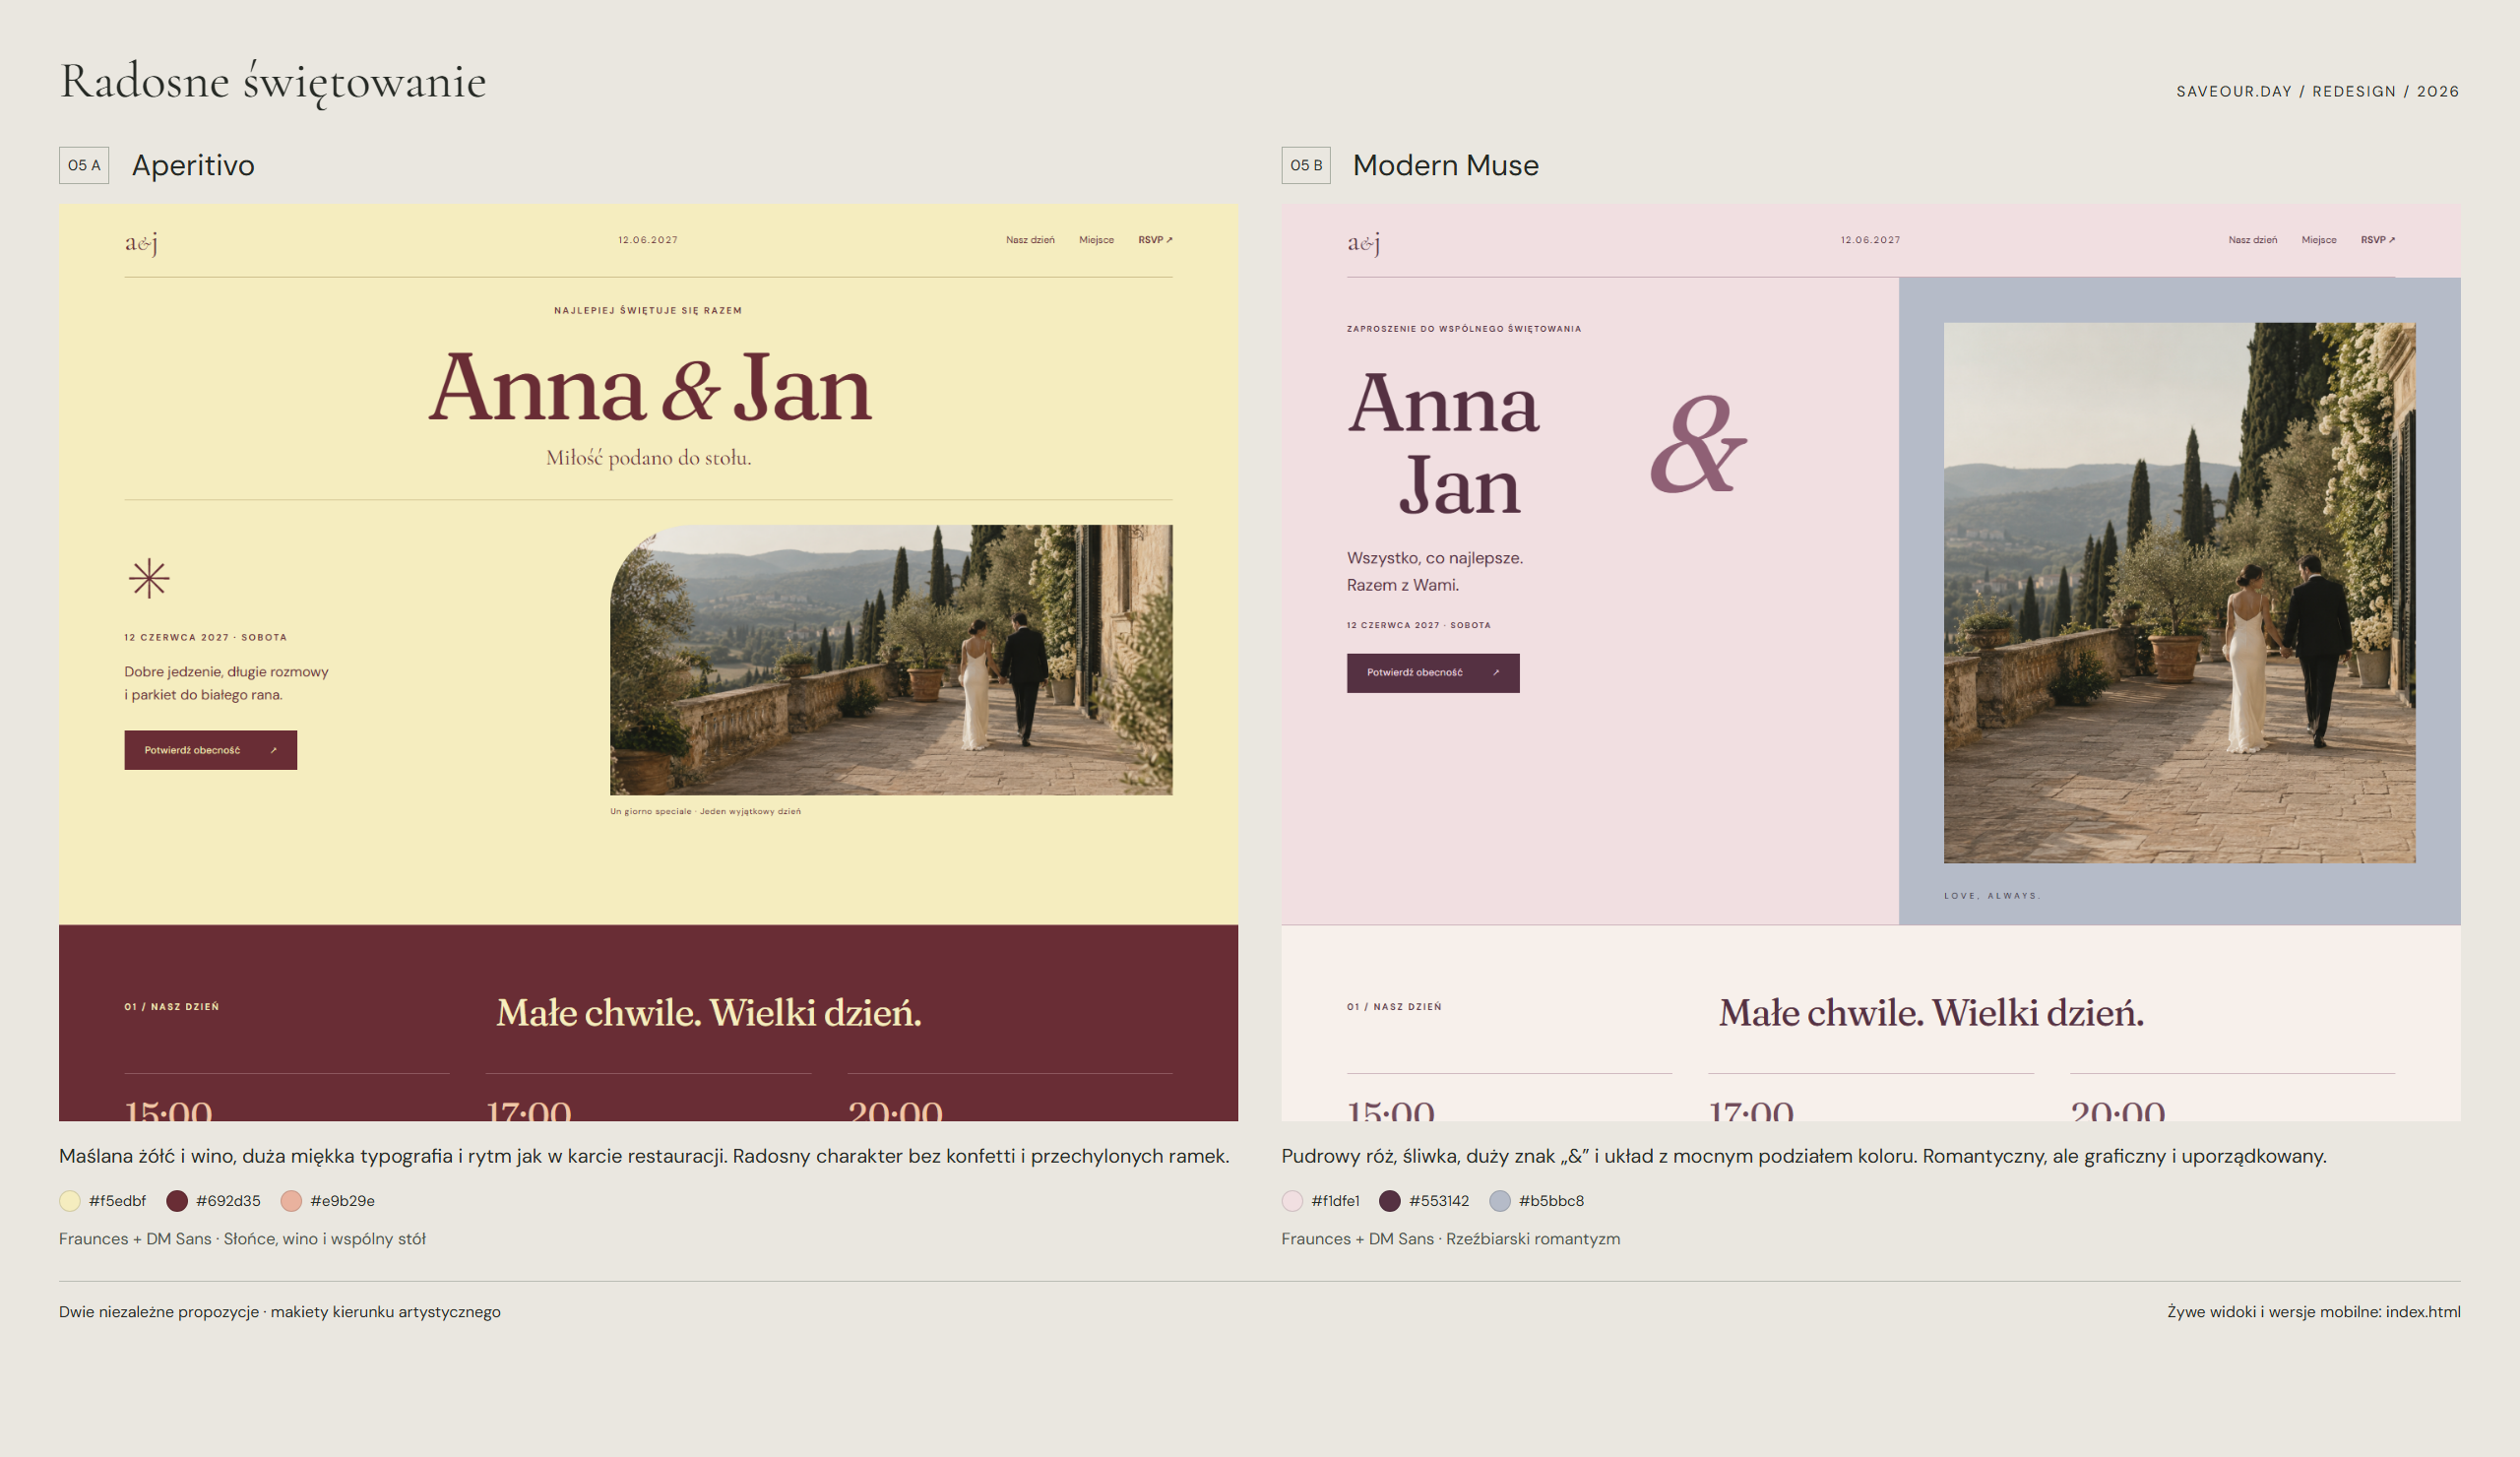 Radosne świętowanie
SAVEOUR.DAY / REDESIGN / 2026
05 A
Aperitivo
a&j
12.06.2027
Nasz dzień
Miejsce
RSVP ↗
NAJLEPIEJ ŚWIĘTUJE SIĘ RAZEM
Anna & Jan
Miłość podano do stołu.
12 CZERWCA 2027 · SOBOTA
Dobre jedzenie, długie rozmowy
i parkiet do białego rana.
Potwierdź obecność ↗
Un giorno speciale · Jeden wyjątkowy dzień
01 / NASZ DZIEŃ
Małe chwile. Wielki dzień.
15:00
17:00
20:00
Maślana żółć i wino, duża miękka typografia i rytm jak w karcie restauracji. Radosny charakter bez konfetti i przechylonych ramek.
#f5edbf
#692d35
#e9b29e
Fraunces + DM Sans · Słońce, wino i wspólny stół
05 B
Modern Muse
a&j
12.06.2027
Nasz dzień
Miejsce
RSVP ↗
ZAPROSZENIE DO WSPÓLNEGO ŚWIĘTOWANIA
Anna
&
Jan
Wszystko, co najlepsze.
Razem z Wami.
12 CZERWCA 2027 · SOBOTA
Potwierdź obecność ↗
LOVE, ALWAYS.
01 / NASZ DZIEŃ
Małe chwile. Wielki dzień.
15:00
17:00
20:00
Pudrowy róż, śliwka, duży znak „&” i układ z mocnym podziałem koloru. Romantyczny, ale graficzny i uporządkowany.
#f1dfe1
#553142
#b5bbc8
Fraunces + DM Sans · Rzeźbiarski romantyzm
Dwie niezależne propozycje · makiety kierunku artystycznego
Żywe widoki i wersje mobilne: index.html